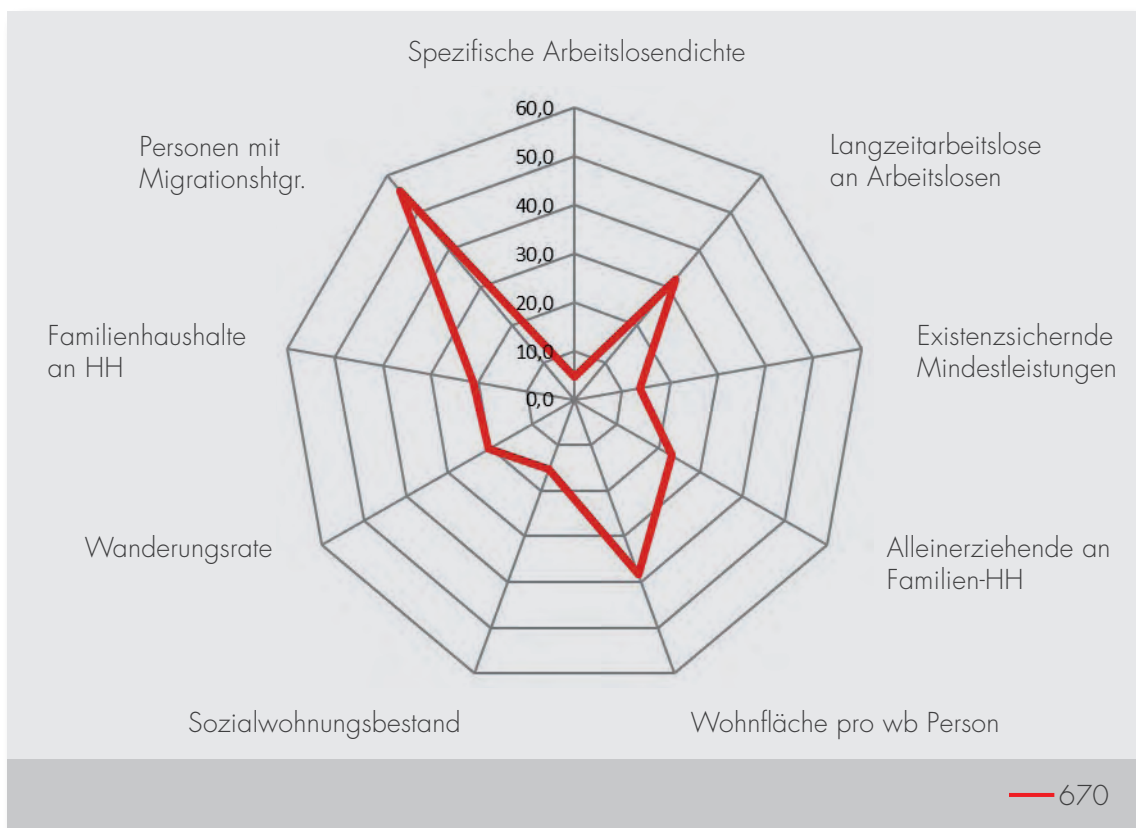 Spezifische Arbeitslosendichte
60,0
50,0
40,0
30,0
20,0
10,0
0,0
Langzeitarbeitslose
an Arbeitslosen
Existenzsichernde
Mindestleistungen
Alleinerziehende an
Familien-HH
Wohnfläche pro wb Person
Sozialwohnungsbestand
Wanderungsrate
Familienhaushalte
an HH
Personen mit
Migrationshtgr.
670